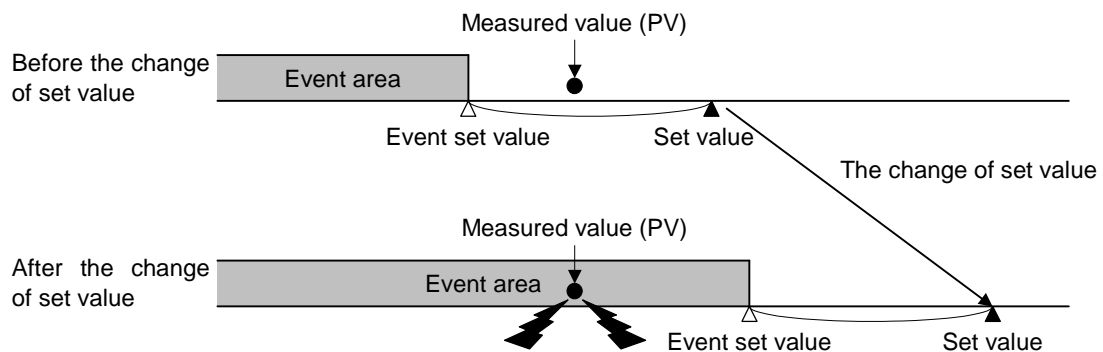 Measured value (PV)
Before the change
of set value
Event area
Event set value
Set value
The change of set value
Measured value (PV)
After the change
of set value
Event area
Event set value
Set value